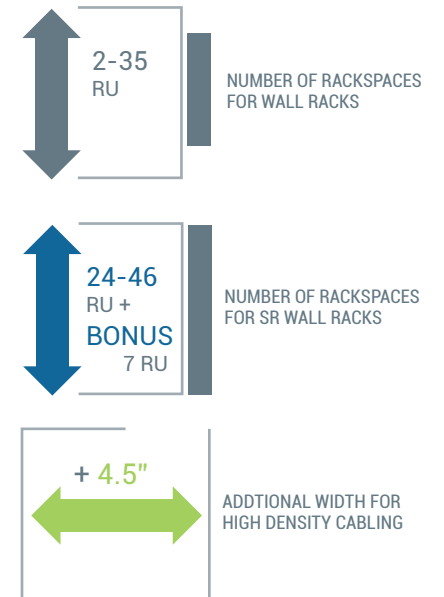 2-35
RU
NUMBER OF RACKSPACES
FOR WALL RACKS
24-46
RU +
BONUS
7 RU
NUMBER OF RACKSPACES
FOR SR WALL RACKS
+ 4.5"
ADDTIONAL WIDTH FOR
HIGH DENSITY CABLING